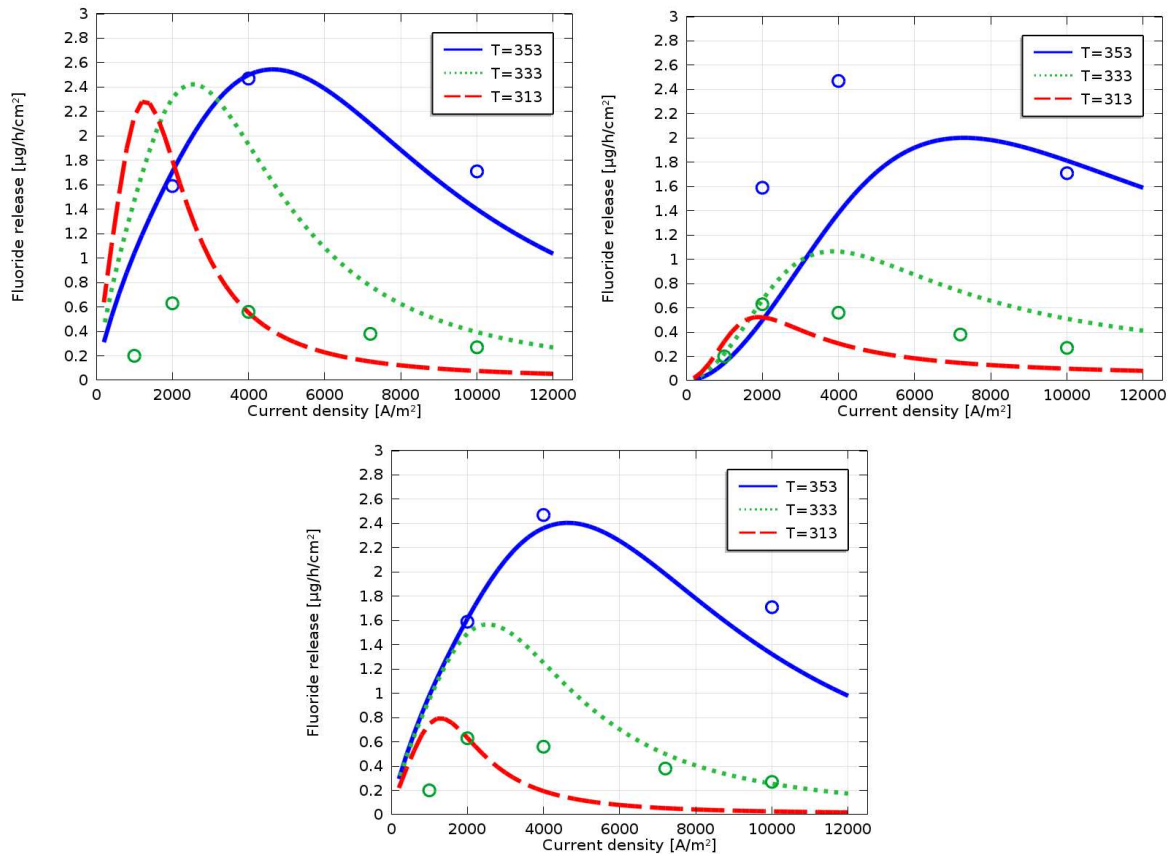 3
2.8
2.6
2.4
2.2
2
1.8
1.6
1.4
1.2
1
0.8
0.6
0.4
0.2
0
Fluoride release [µg/h/cm²]
T=353
T=333
T=313
0 2000 4000 6000 8000 10000 12000
Current density [A/m²]
3
2.8
2.6
2.4
2.2
2
1.8
1.6
1.4
1.2
1
0.8
0.6
0.4
0.2
0
Fluoride release [µg/h/cm²]
T=353
T=333
T=313
0 2000 4000 6000 8000 10000 12000
Current density [A/m²]
3
2.8
2.6
2.4
2.2
2
1.8
1.6
1.4
1.2
1
0.8
0.6
0.4
0.2
0
Fluoride release [µg/h/cm²]
T=353
T=333
T=313
0 2000 4000 6000 8000 10000 12000
Current density [A/m²]